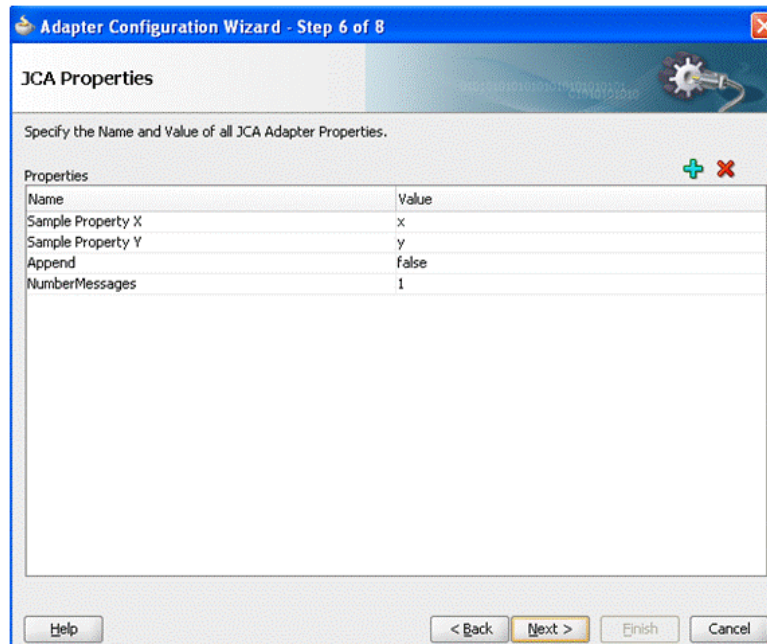 Adapter Configuration Wizard - Step 6 of 8
JCA Properties
Specify the Name and Value of all JCA Adapter Properties.
Properties
Name Value
Sample Property X x
Sample Property Y y
Append false
NumberMessages 1
Help < Back Next > Finish Cancel